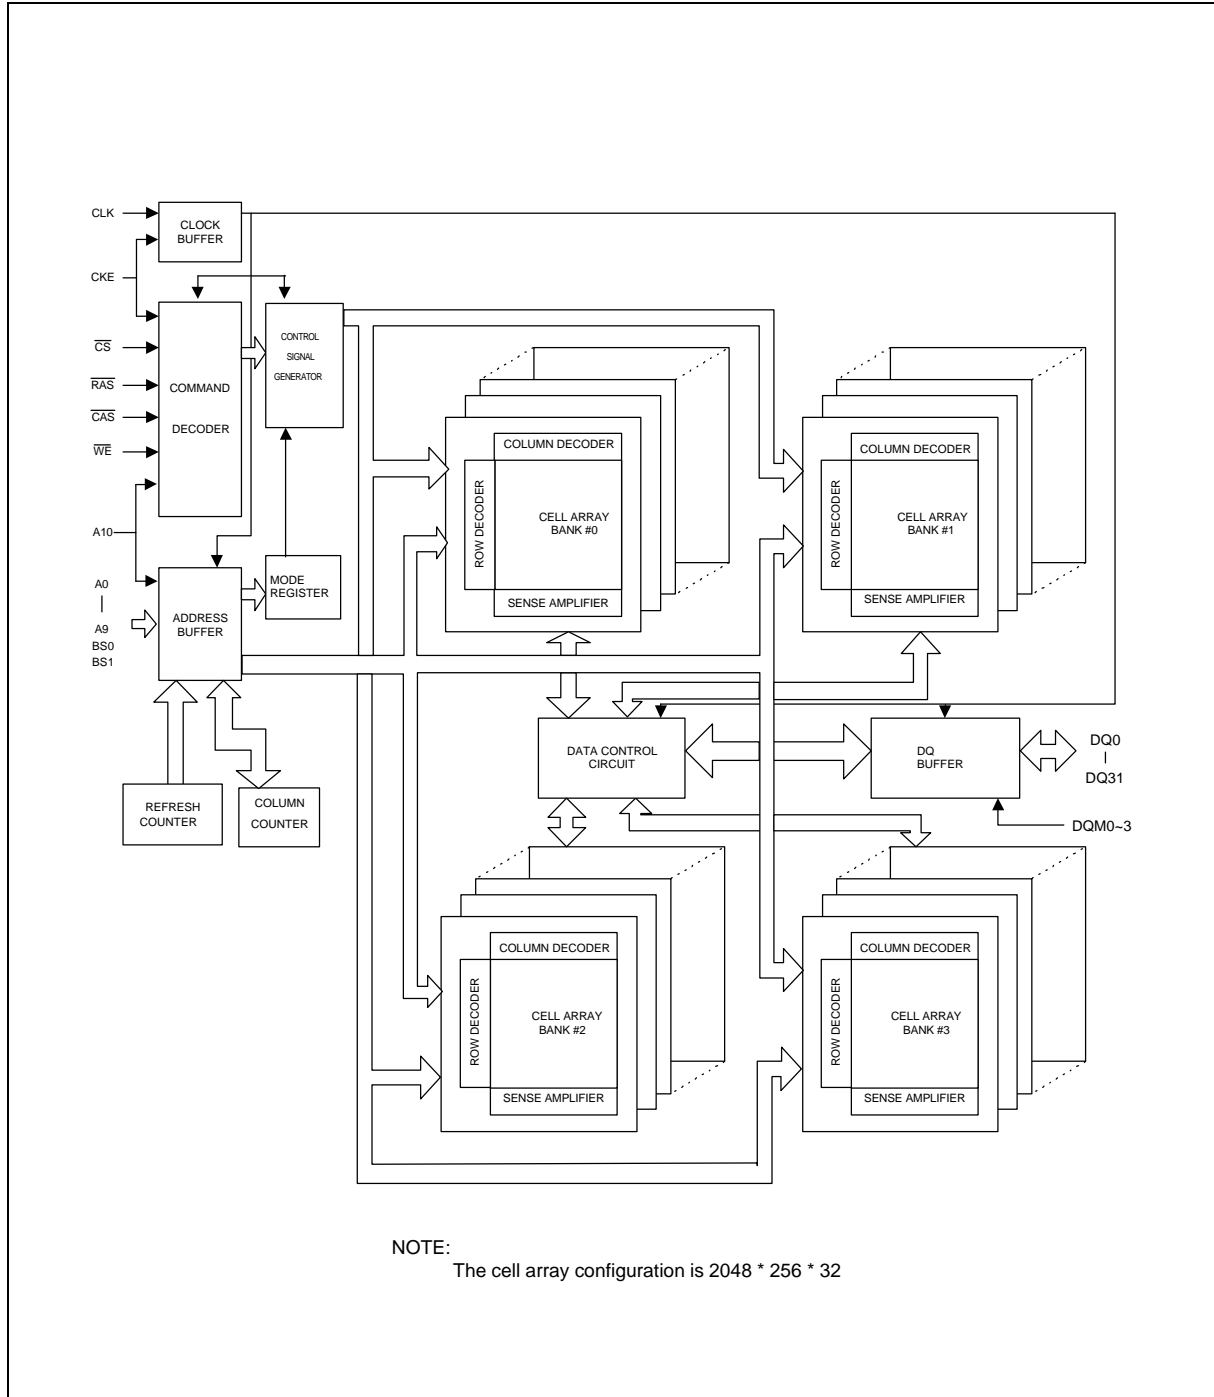 CLK
CLOCK
BUFFER
CKE
CS
RAS
CAS
WE
COMMAND
DECODER
CONTROL
SIGNAL
GENERATOR
A10
A0
A9
BS0
BS1
ADDRESS
BUFFER
MODE
REGISTER
REFRESH
COUNTER
COLUMN
COUNTER
COLUMN DECODER
ROW DECODER
CELL ARRAY
BANK #0
SENSE AMPLIFIER
COLUMN DECODER
ROW DECODER
CELL ARRAY
BANK #1
SENSE AMPLIFIER
DATA CONTROL
CIRCUIT
DQ
BUFFER
DQ0
DQ31
DQM0~3
COLUMN DECODER
ROW DECODER
CELL ARRAY
BANK #2
SENSE AMPLIFIER
COLUMN DECODER
ROW DECODER
CELL ARRAY
BANK #3
SENSE AMPLIFIER
NOTE:
The cell array configuration is 2048 * 256 * 32